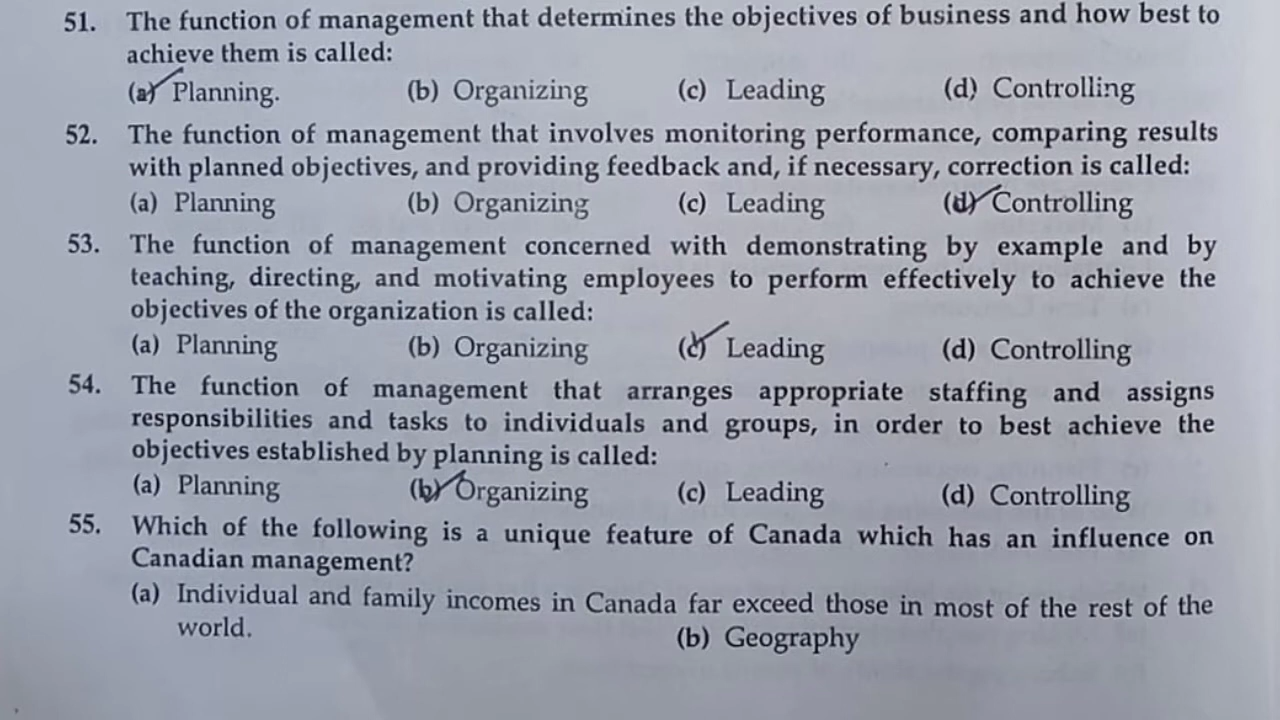 51. The function of management that determines the objectives of business and how best to
achieve them is called:
(a) Planning. (b) Organizing (c) Leading (d) Controlling
52. The function of management that involves monitoring performance, comparing results
with planned objectives, and providing feedback and, if necessary, correction is called:
(a) Planning (b) Organizing (c) Leading (d) Controlling
53. The function of management concerned with demonstrating by example and by
teaching, directing, and motivating employees to perform effectively to achieve the
objectives of the organization is called:
(a) Planning (b) Organizing (c) Leading (d) Controlling
54. The function of management that arranges appropriate staffing and assigns
responsibilities and tasks to individuals and groups, in order to best achieve the
objectives established by planning is called:
(a) Planning (b) Organizing (c) Leading (d) Controlling
55. Which of the following is a unique feature of Canada which has an influence on
Canadian management?
(a) Individual and family incomes in Canada far exceed those in most of the rest of the
world. (b) Geography